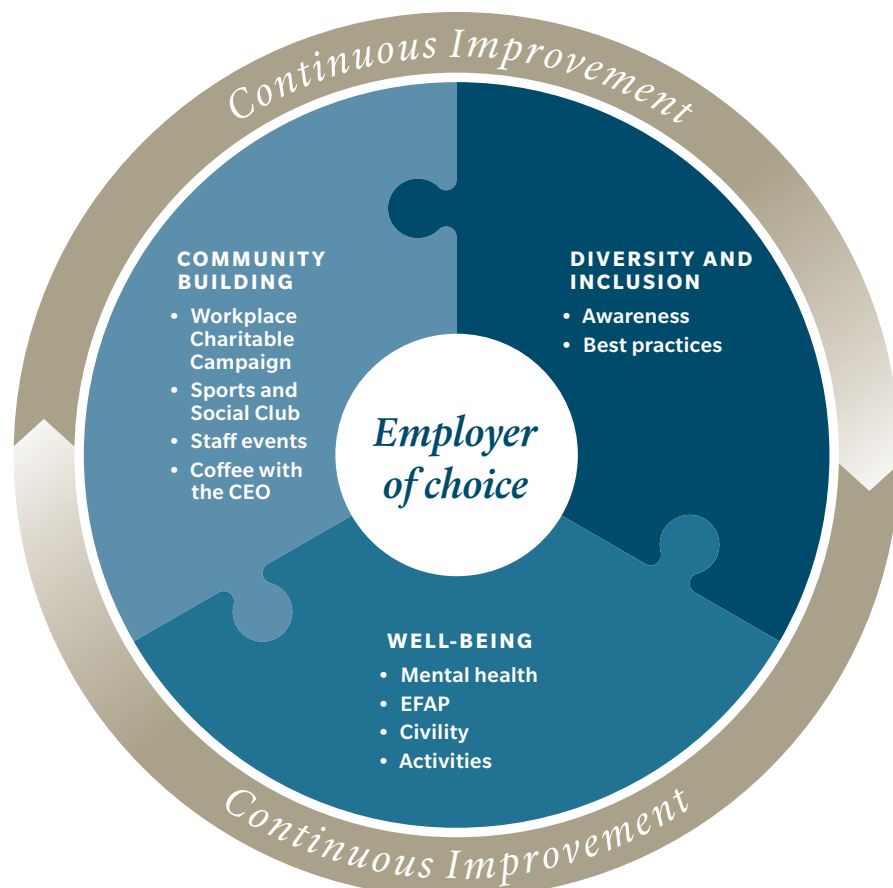 Continuous Improvement
COMMUNITY
BUILDING
• Workplace
Charitable
Campaign
• Sports and
Social Club
• Staff events
• Coffee with
the CEO
DIVERSITY AND
INCLUSION
• Awareness
• Best practices
Employer
of choice
WELL-BEING
• Mental health
• EFAP
• Civility
• Activities
Continuous Improvement